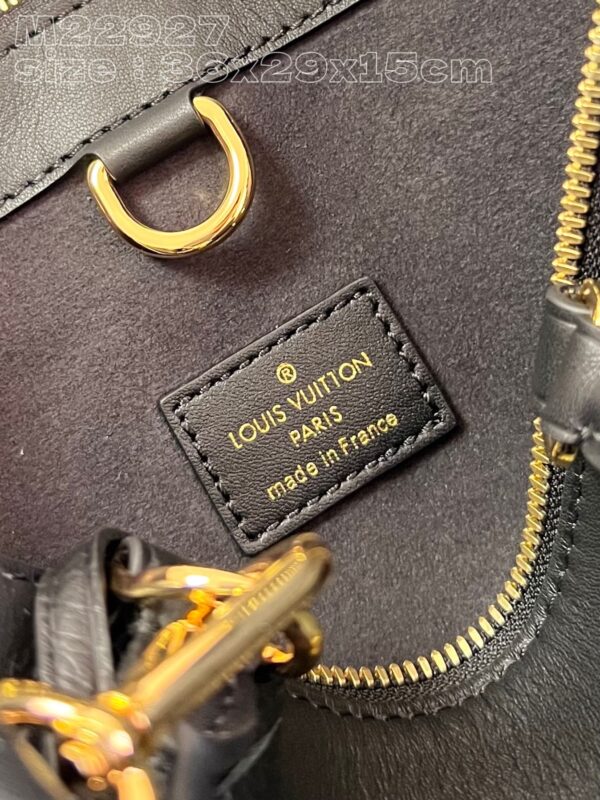 M22927
size 36x29x15cm
®
LOUIS VUITTON
PARIS
made in France